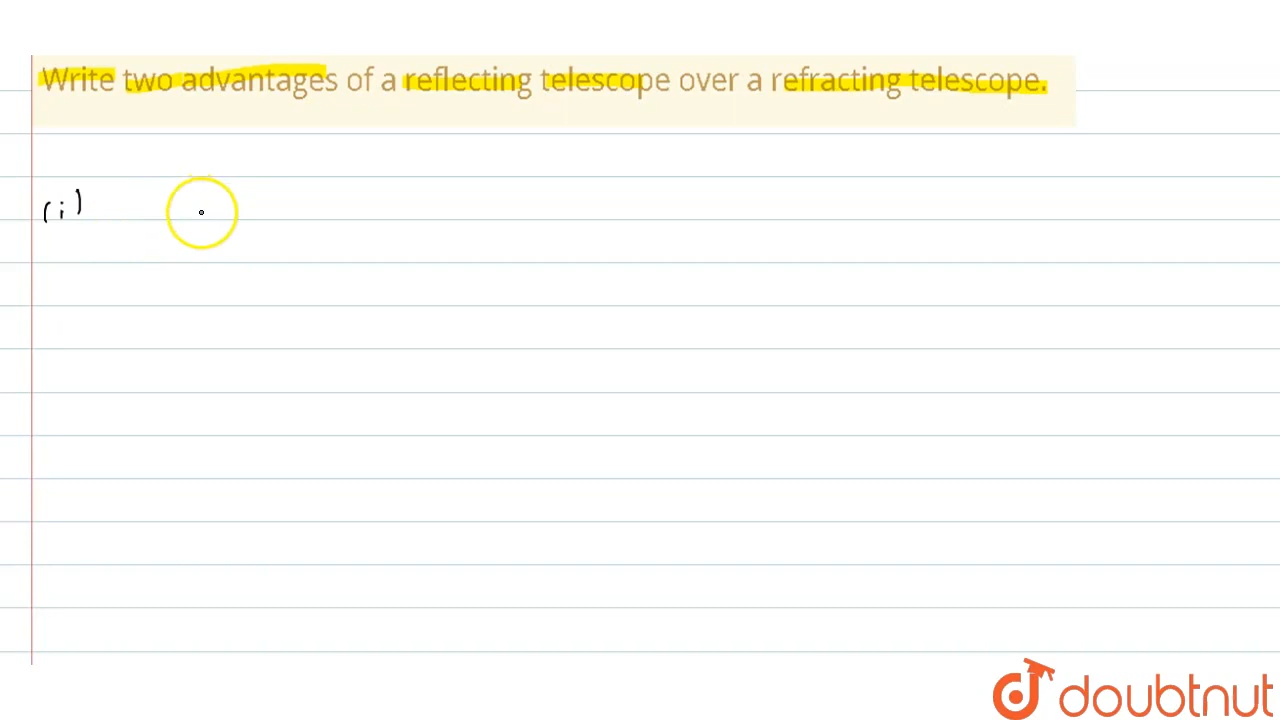 Write two advantages of a reflecting telescope over a refracting telescope.
(i)
doubtnut